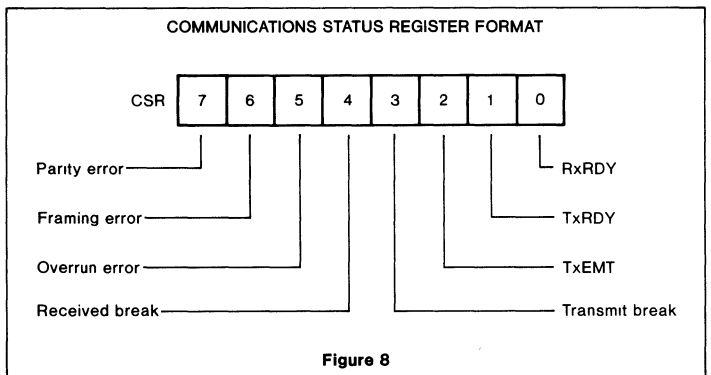 COMMUNICATIONS STATUS REGISTER FORMAT
CSR 7 6 5 4 3 2 1 0
Parity error RxRDY
Framing error TxRDY
Overrun error TxEMT
Received break Transmit break
Figure 8